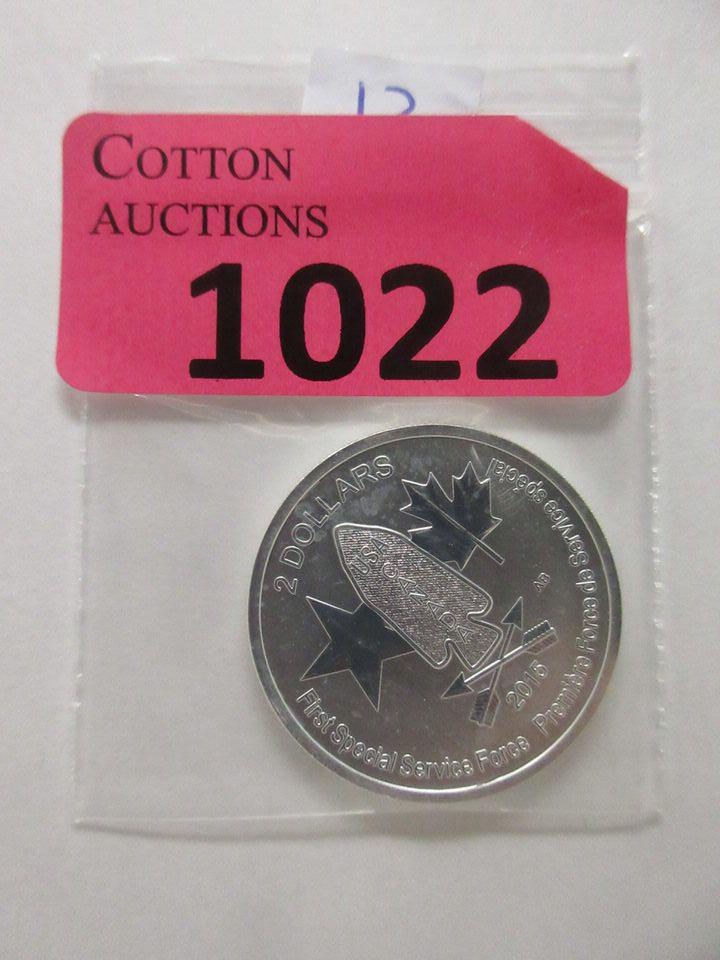 12
COTTON
AUCTIONS
1022
2 DOLLARS
USA
CANADA
AB
2015
First Special Service Force
Première Force de Service spécial